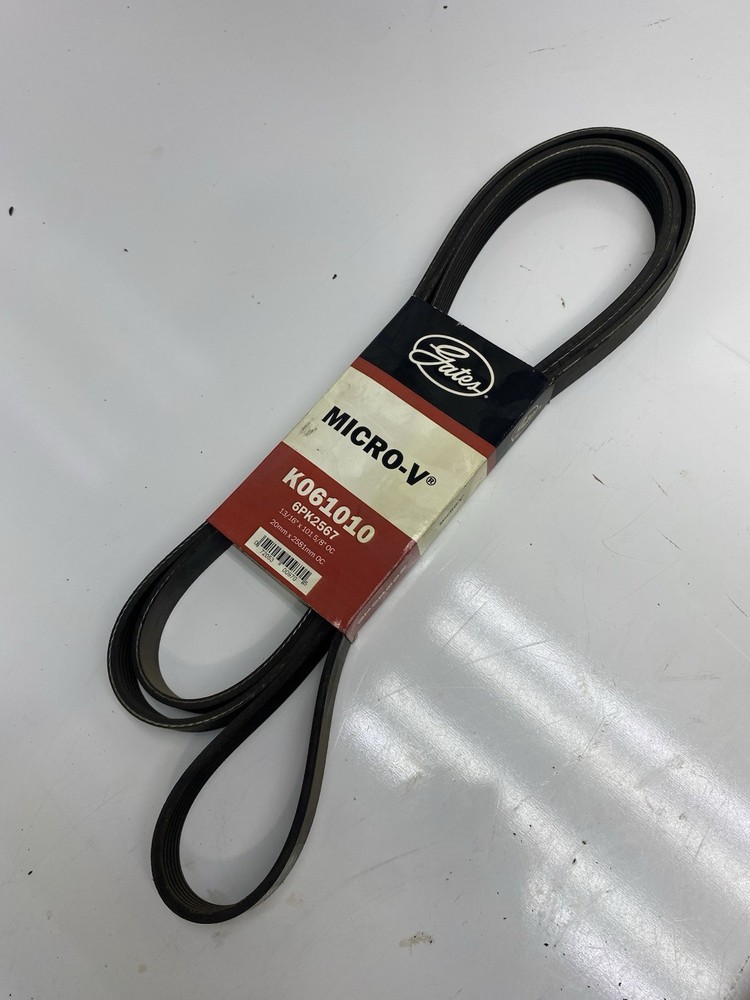 Gates®
MICRO-V®
K061010
6PK2567
13/16" x 101 5/8" OC.
20mm x 2581mm OC